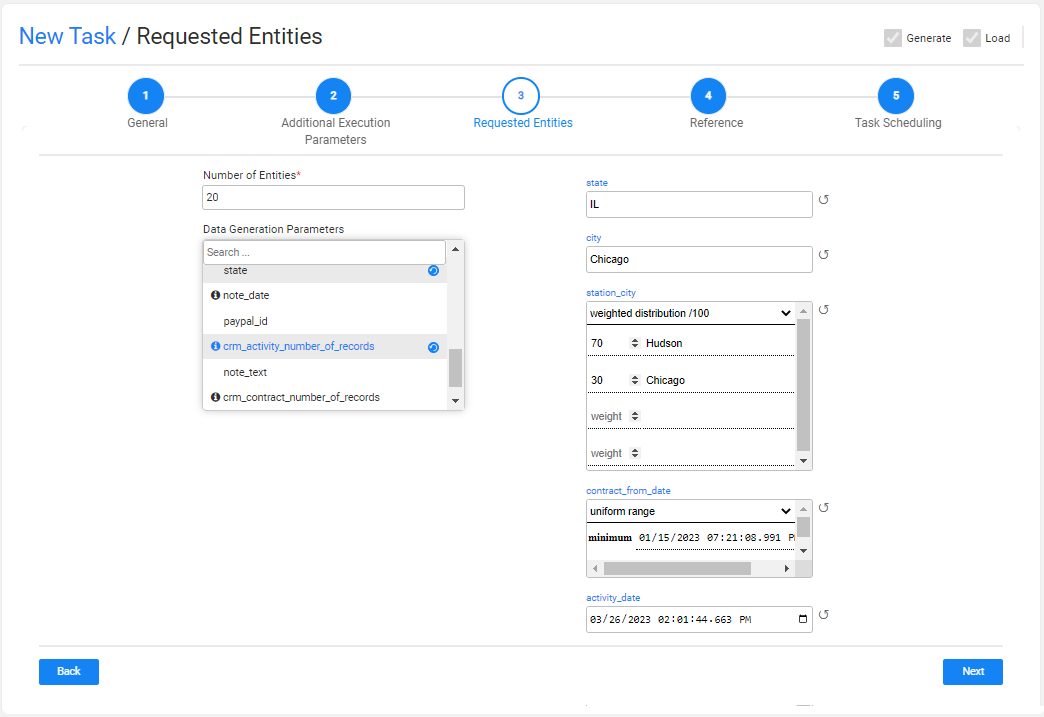 New Task / Requested Entities
Generate
Load
1
2
3
4
5
General
Additional Execution
Parameters
Requested Entities
Reference
Task Scheduling
Number of Entities*
20
Data Generation Parameters
Search ...
state
note_date
paypal_id
crm_activity_number_of_records
note_text
crm_contract_number_of_records
state
IL
city
Chicago
station_city
weighted distribution /100
70 Hudson
30 Chicago
weight
weight
contract_from_date
uniform range
minimum 01/15/2023 07:21:08.991
activity_date
03/26/2023 02:01:44.663 PM
Back
Next